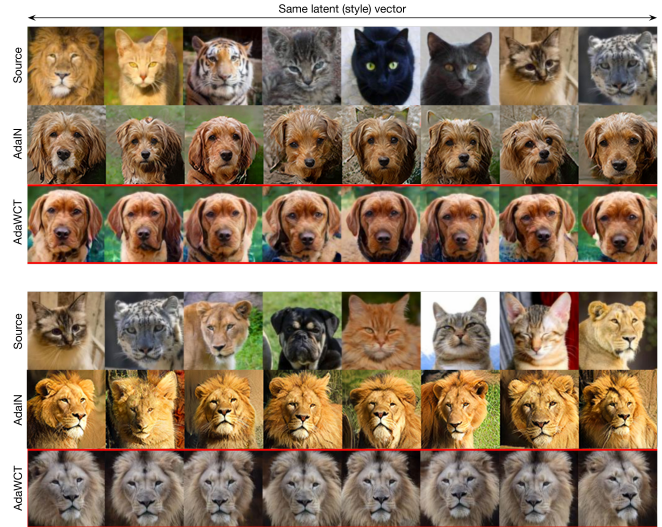 Same latent (style) vector
Source
AdaIN
AdaWCT
Source
AdaIN
AdaWCT